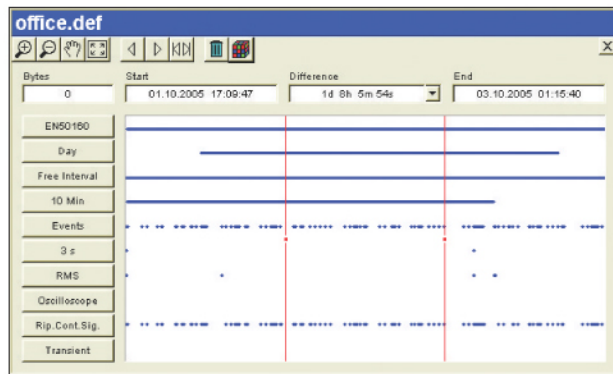 office.def
X
Bytes Start Difference End
0 01.10.2005 17:09:47 1d 8h 5m 54s 03.10.2005 01:15:40
EN50160
Day
Free Interval
10 Min
Events
3 s
RMS
Oscilloscope
Rip.Cont.Sig.
Transient